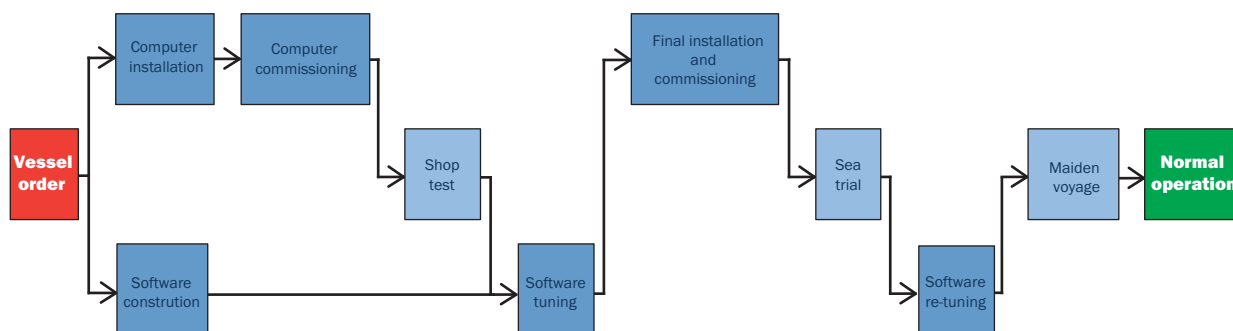 Computer
installation
Computer
commissioning
Final installation
and
commissioning
Vessel
order
Shop
test
Sea
trial
Maiden
voyage
Normal
operation
Software
constrution
Software
tuning
Software
re-tuning